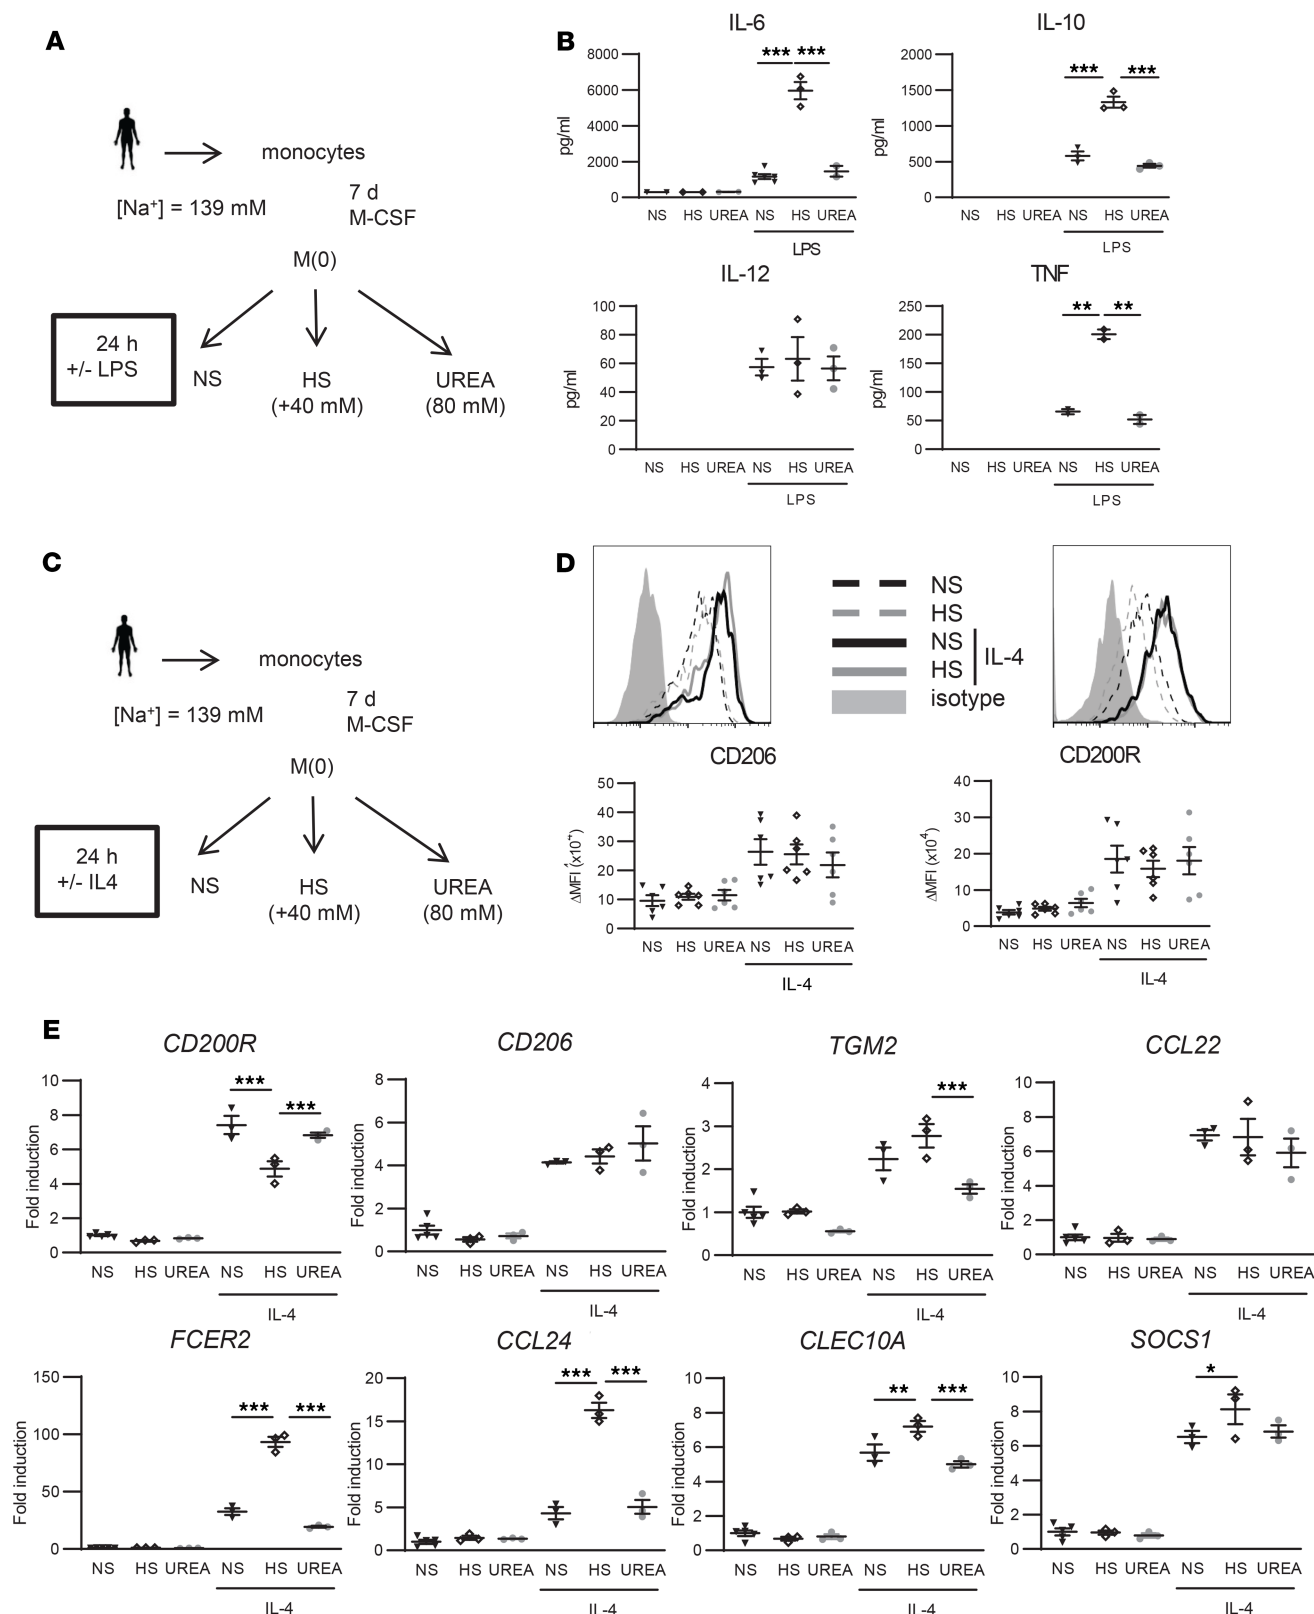 A
monocytes
[Na⁺] = 139 mM
7 d
M-CSF
M(0)
24 h
+/- LPS
NS
HS
(+40 mM)
UREA
(80 mM)
B
IL-6
*** ***
8000
6000
4000
2000
0
pg/ml
NS HS UREA NS HS UREA
LPS
IL-10
*** ***
2000
1500
1000
500
0
pg/ml
NS HS UREA NS HS UREA
LPS
IL-12
100
80
60
40
20
0
pg/ml
NS HS UREA NS HS UREA
LPS
TNF
** **
250
200
150
100
50
0
pg/ml
NS HS UREA NS HS UREA
LPS
C
monocytes
[Na⁺] = 139 mM
7 d
M-CSF
M(0)
24 h
+/- IL4
NS
HS
(+40 mM)
UREA
(80 mM)
D
NS
HS
NS
HS
IL-4
isotype
CD206
50
40
30
20
10
0
ΔMFI
NS HS UREA NS HS UREA
IL-4
CD200R
40
30
20
10
0
ΔMFI (x10⁴)
NS HS UREA NS HS UREA
IL-4
E
CD200R
*** ***
10
8
6
4
2
0
Fold induction
NS HS UREA NS HS UREA
IL-4
CD206
8
6
4
2
0
Fold induction
NS HS UREA NS HS UREA
IL-4
TGM2
***
4
3
2
1
0
Fold induction
NS HS UREA NS HS UREA
IL-4
CCL22
10
8
6
4
2
0
Fold induction
NS HS UREA NS HS UREA
IL-4
FCER2
*** ***
150
100
50
0
Fold induction
NS HS UREA NS HS UREA
IL-4
CCL24
*** ***
20
15
10
5
0
Fold induction
NS HS UREA NS HS UREA
IL-4
CLEC10A
** ***
10
8
6
4
2
0
Fold induction
NS HS UREA NS HS UREA
IL-4
SOCS1
*
10
8
6
4
2
0
Fold induction
NS HS UREA NS HS UREA
IL-4